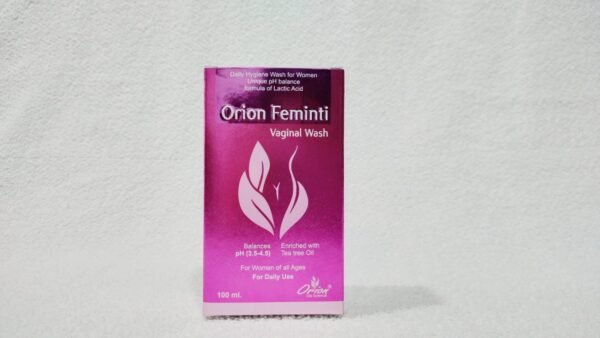 Daily Hygiene Wash for Women
Unique pH balance
formula of Lactic Acid
Orion Feminti
Vaginal Wash
Balances
pH (3.5-4.5)
Enriched with
Tea tree Oil
For Woman of all Ages
For Daily Use
100 ml.
Orion